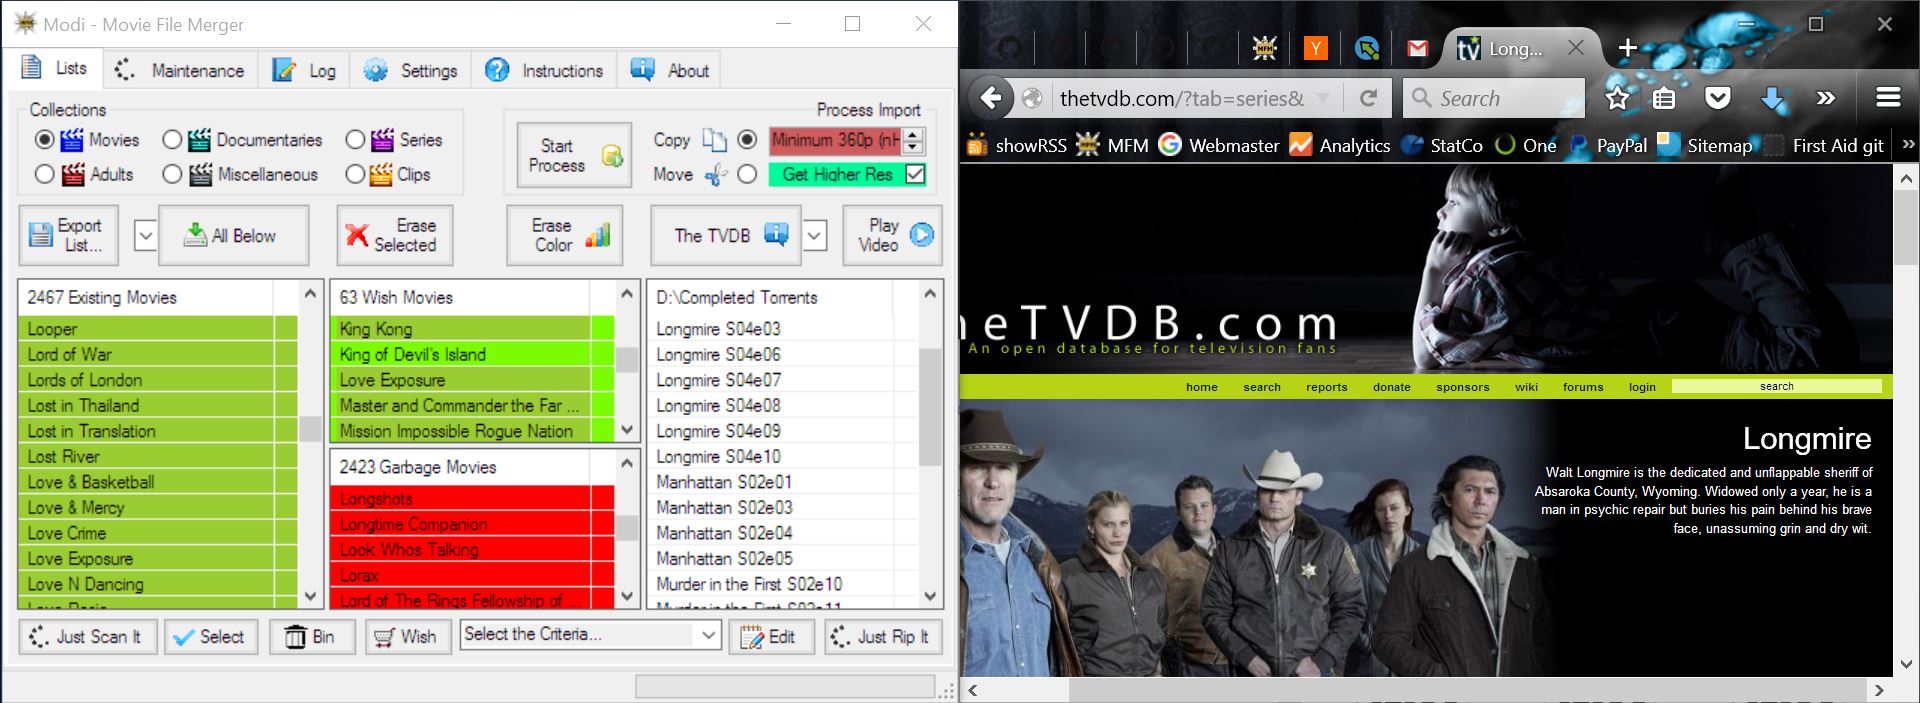 Modi - Movie File Merger
Lists
Maintenance
Log
Settings
Instructions
About
Collections
Movies
Documentaries
Series
Adults
Miscellaneous
Clips
Process Import
Start
Process
Copy
Minimum 360p (nH
Move
Get Higher Res
Export
List...
All Below
Erase
Selected
Erase
Color
The TVDB
Play
Video
2467 Existing Movies
Looper
Lord of War
Lords of London
Lost in Thailand
Lost in Translation
Lost River
Love & Basketball
Love & Mercy
Love Crime
Love Exposure
Love N Dancing
63 Wish Movies
King Kong
King of Devil's Island
Love Exposure
Master and Commander the Far ...
Mission Impossible Rogue Nation
2423 Garbage Movies
Longshots
Longtime Companion
Look Whos Talking
Lorax
Lord of The Rings Fellowship of ...
D:\Completed Torrents
Longmire S04e03
Longmire S04e06
Longmire S04e07
Longmire S04e08
Longmire S04e09
Longmire S04e10
Manhattan S02e01
Manhattan S02e03
Manhattan S02e04
Manhattan S02e05
Murder in the First S02e10
Murder in the First S02e11
Just Scan It
Select
Bin
Wish
Select the Criteria...
Edit
Just Rip It
MFM
Y
tv
Long...
thetvdb.com/?tab=series&
Search
showRSS
MFM
Webmaster
Analytics
StatCo
One
PayPal
Sitemap
First Aid git
heTVDB.com
An open database for television fans
home
search
reports
donate
sponsors
wiki
forums
login
search
Longmire
Walt Longmire is the dedicated and unflappable sheriff of
Absaroka County, Wyoming. Widowed only a year, he is a
man in psychic repair but buries his pain behind his brave
face, unassuming grin and dry wit.